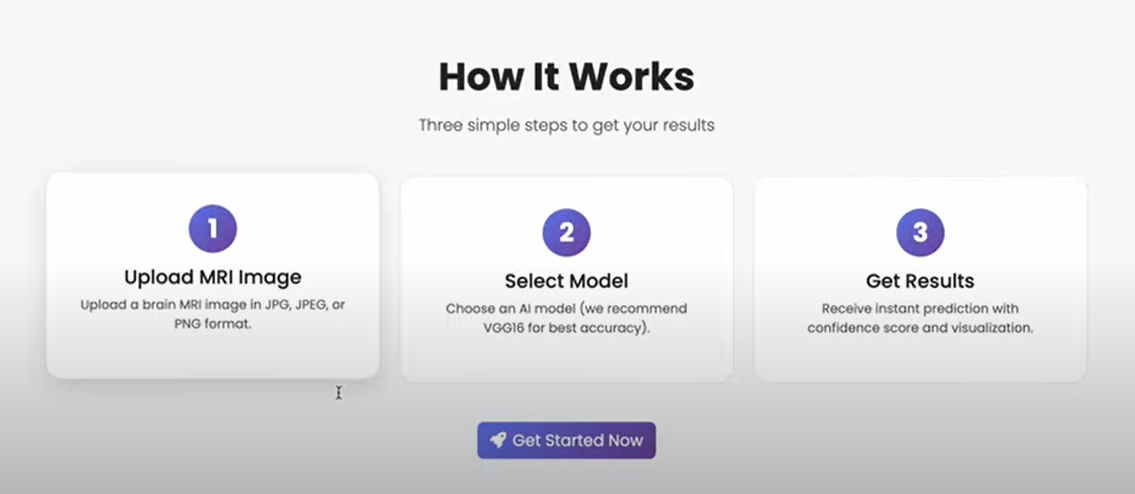 How It Works
Three simple steps to get your results
1
Upload MRI Image
Upload a brain MRI image in JPG, JPEG, or
PNG format.
2
Select Model
Choose an AI model (we recommend
VGG16 for best accuracy).
3
Get Results
Receive instant prediction with
confidence score and visualization.
Get Started Now